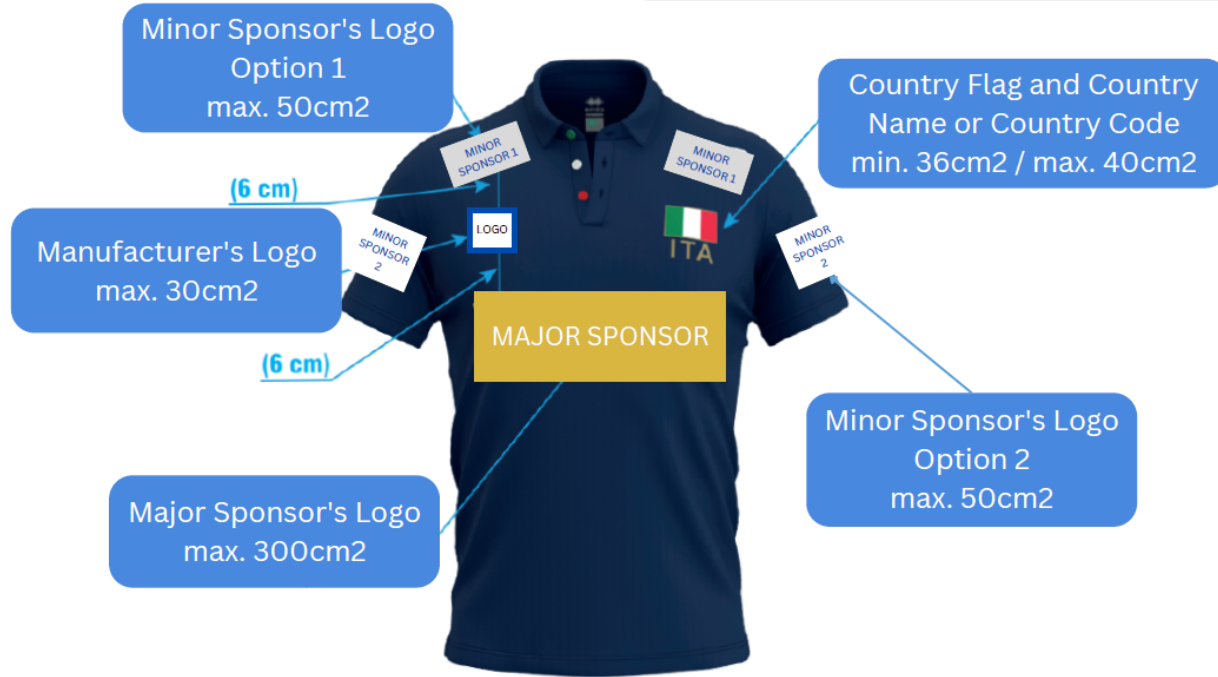 Minor Sponsor's Logo
Option 1
max. 50cm2
Country Flag and Country
Name or Country Code
min. 36cm2 / max. 40cm2
MINOR
SPONSOR 1
MINOR
SPONSOR 1
(6 cm)
Manufacturer's Logo
max. 30cm2
MINOR
SPONSOR
2
LOGO
ITA
MINOR
SPONSOR
2
MAJOR SPONSOR
(6 cm)
Minor Sponsor's Logo
Option 2
max. 50cm2
Major Sponsor's Logo
max. 300cm2